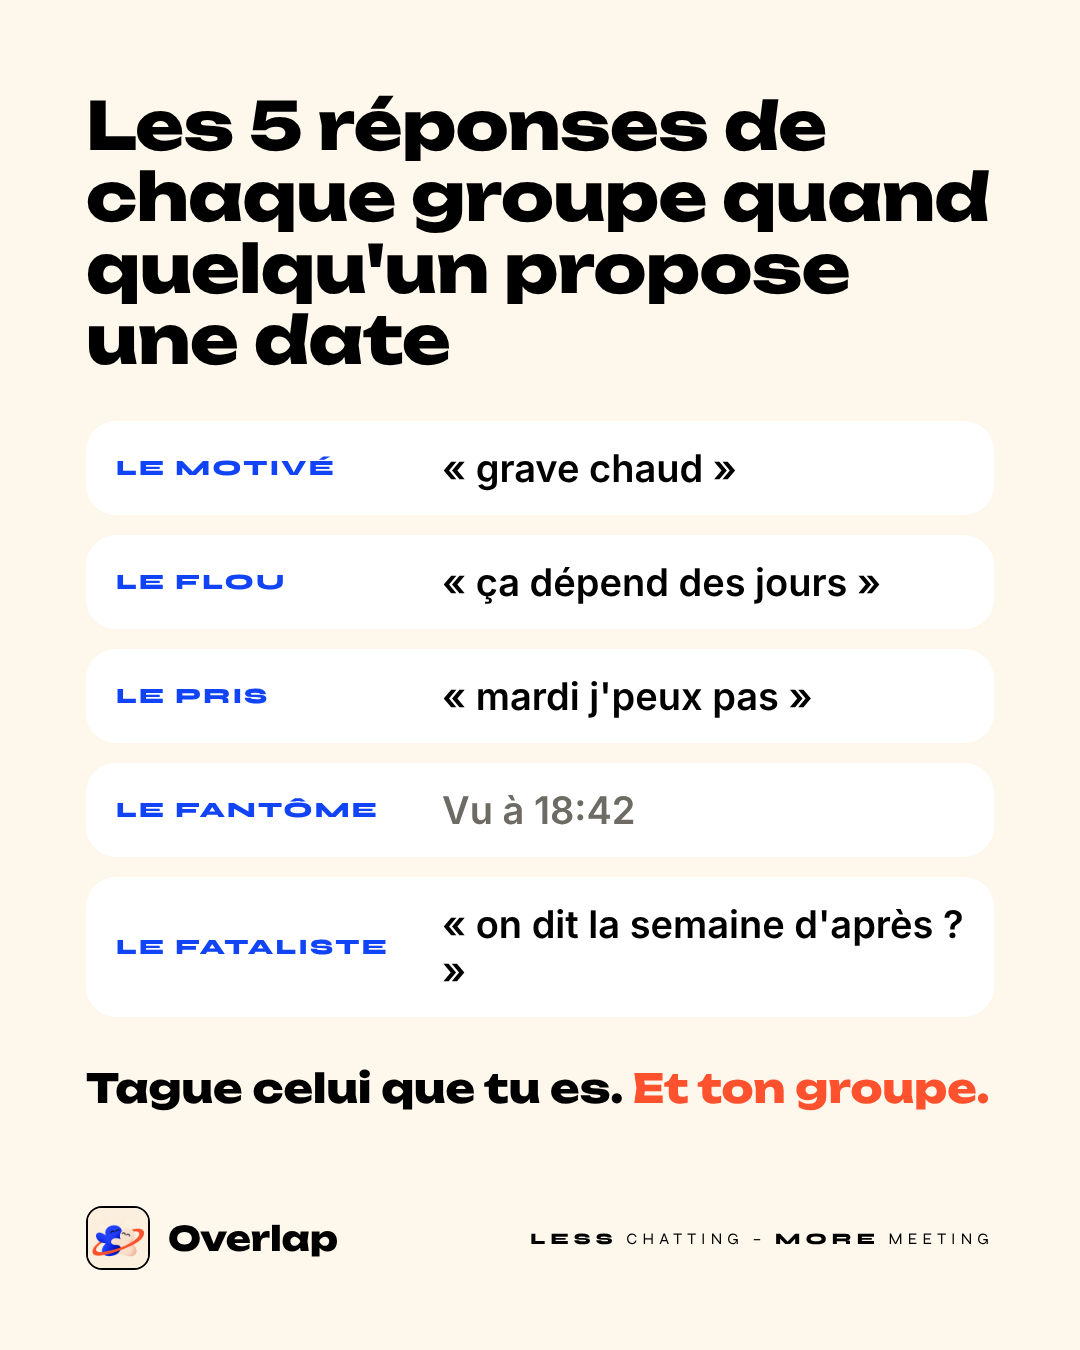 Les 5 réponses de
chaque groupe quand
quelqu'un propose
une date
LE MOTIVÉ « grave chaud »
LE FLOU « ça dépend des jours »
LE PRIS « mardi j'peux pas »
LE FANTÔME Vu à 18:42
LE FATALISTE « on dit la semaine d'après ?
»
Tague celui que tu es. Et ton groupe.
Overlap
LESS CHATTING – MORE MEETING